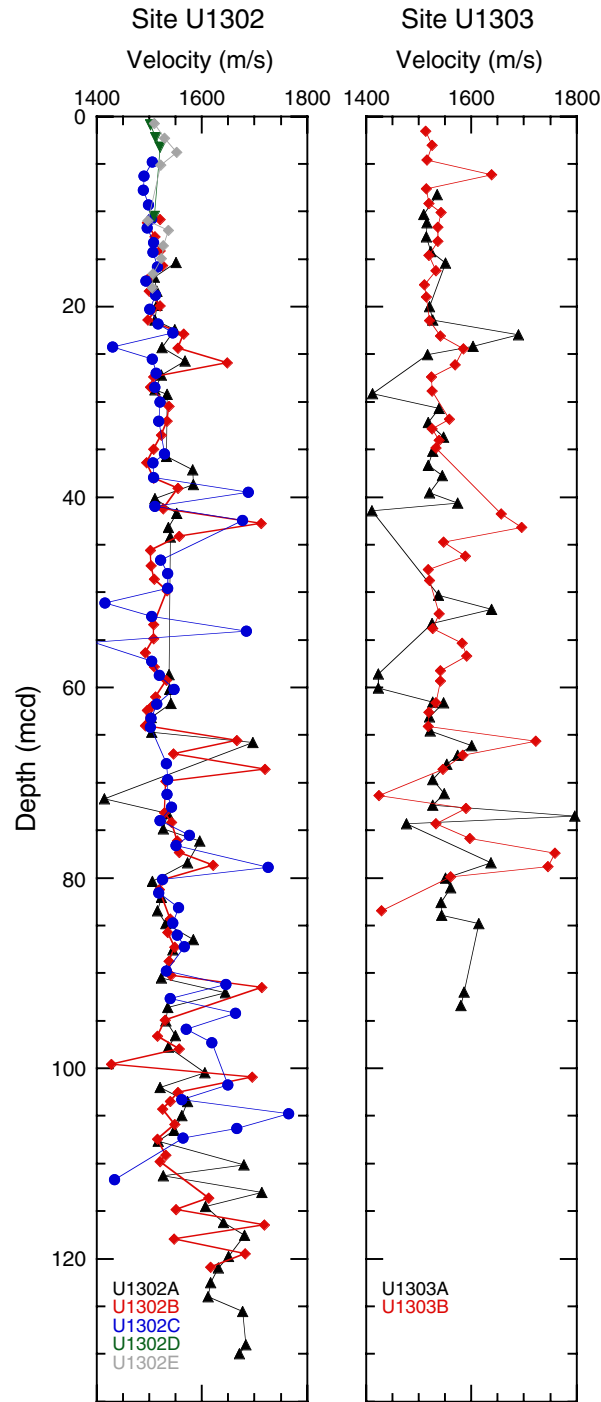 Site U1302 Site U1303
Velocity (m/s) Velocity (m/s)
1400 1600 1800 1400 1600 1800
0
20
40
60
80
100
120
Depth (mcd)
U1302A
U1302B
U1302C
U1302D
U1302E
U1303A
U1303B